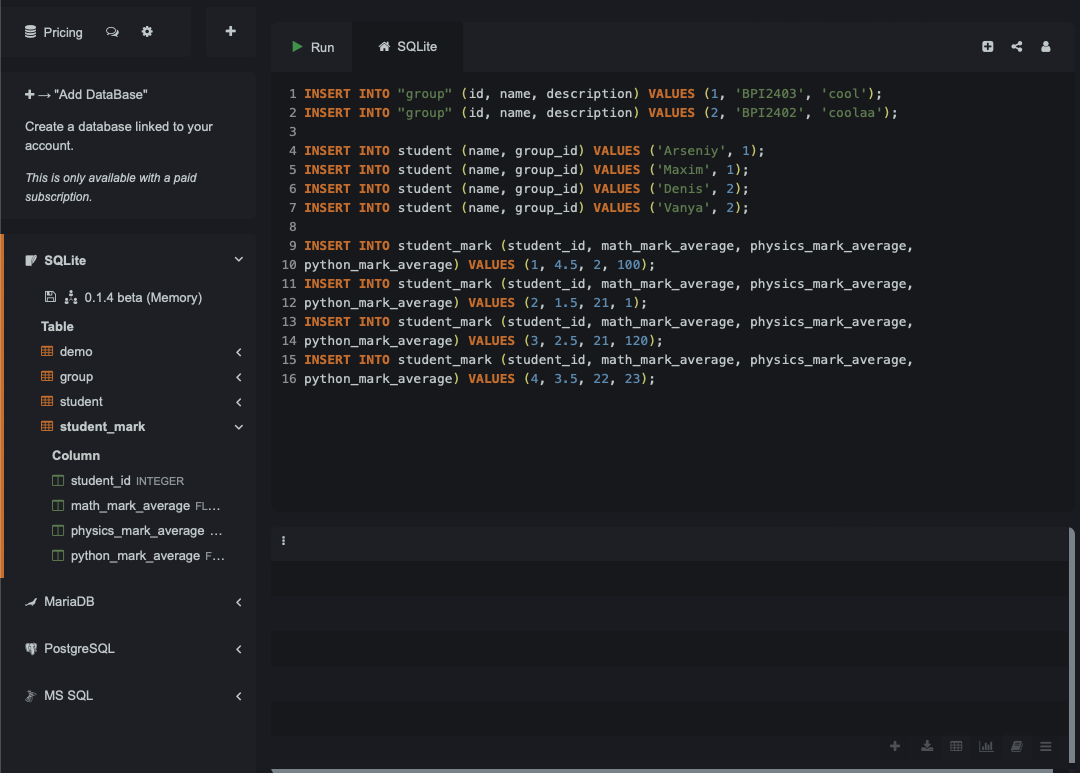 Pricing
+ → "Add DataBase"
Create a database linked to your
account.
This is only available with a paid
subscription.
SQLite
0.1.4 beta (Memory)
Table
demo
group
student
student_mark
Column
student_id INTEGER
math_mark_average FL...
physics_mark_average ...
python_mark_average F...
MariaDB
PostgreSQL
MS SQL
Run
SQLite
1 INSERT INTO "group" (id, name, description) VALUES (1, 'BPI2403', 'cool');
2 INSERT INTO "group" (id, name, description) VALUES (2, 'BPI2402', 'coolaa');
3
4 INSERT INTO student (name, group_id) VALUES ('Arseniy', 1);
5 INSERT INTO student (name, group_id) VALUES ('Maxim', 1);
6 INSERT INTO student (name, group_id) VALUES ('Denis', 2);
7 INSERT INTO student (name, group_id) VALUES ('Vanya', 2);
8
9 INSERT INTO student_mark (student_id, math_mark_average, physics_mark_average,
10 python_mark_average) VALUES (1, 4.5, 2, 100);
11 INSERT INTO student_mark (student_id, math_mark_average, physics_mark_average,
12 python_mark_average) VALUES (2, 1.5, 21, 1);
13 INSERT INTO student_mark (student_id, math_mark_average, physics_mark_average,
14 python_mark_average) VALUES (3, 2.5, 21, 120);
15 INSERT INTO student_mark (student_id, math_mark_average, physics_mark_average,
16 python_mark_average) VALUES (4, 3.5, 22, 23);